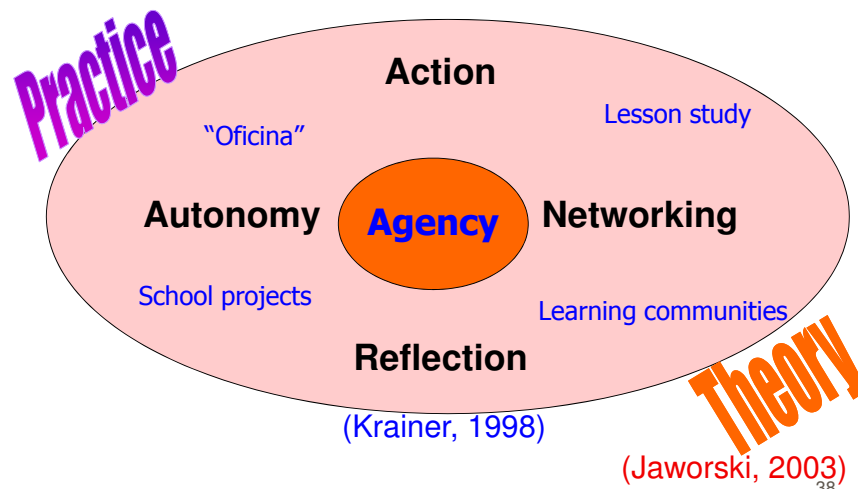 Practice
Action
Lesson study
“Oficina”
Autonomy
Agency
Networking
School projects
Learning communities
Reflection
Theory
(Krainer, 1998)
(Jaworski, 2003)
38